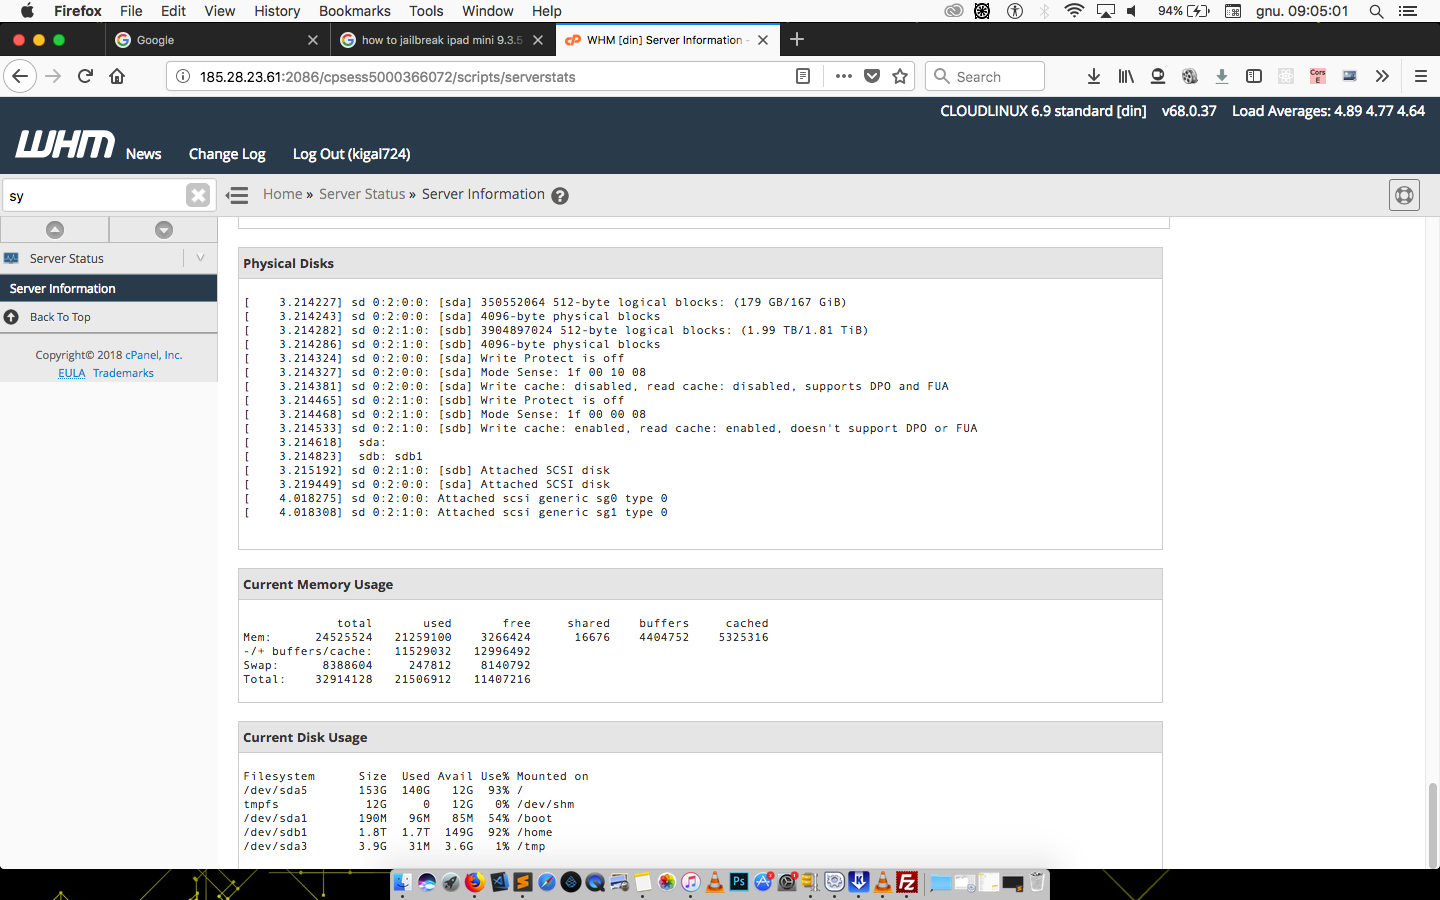 Firefox File Edit View History Bookmarks Tools Window Help 94% gnu. 09:05:01
Google how to jailbreak ipad mini 9.3.5 WHM [din] Server Information -
185.28.23.61:2086/cpsess5000366072/scripts/serverstats Search Cors E
CLOUDLINUX 6.9 standard [din] v68.0.37 Load Averages: 4.89 4.77 4.64
WHM News Change Log Log Out (kigal724)
sy Home » Server Status » Server Information ?
Server Status
Server Information
Back To Top
Copyright© 2018 cPanel, Inc.
EULA Trademarks
Physical Disks
[    3.214227] sd 0:2:0:0: [sda] 350552064 512-byte logical blocks: (179 GB/167 GiB)
[    3.214243] sd 0:2:0:0: [sda] 4096-byte physical blocks
[    3.214282] sd 0:2:1:0: [sdb] 3904897024 512-byte logical blocks: (1.99 TB/1.81 TiB)
[    3.214286] sd 0:2:1:0: [sdb] 4096-byte physical blocks
[    3.214324] sd 0:2:0:0: [sda] Write Protect is off
[    3.214327] sd 0:2:0:0: [sda] Mode Sense: 1f 00 10 08
[    3.214381] sd 0:2:0:0: [sda] Write cache: disabled, read cache: disabled, supports DPO and FUA
[    3.214465] sd 0:2:1:0: [sdb] Write Protect is off
[    3.214468] sd 0:2:1:0: [sdb] Mode Sense: 1f 00 00 08
[    3.214533] sd 0:2:1:0: [sdb] Write cache: enabled, read cache: enabled, doesn't support DPO or FUA
[    3.214618]  sda:
[    3.214823]  sdb: sdb1
[    3.215192] sd 0:2:1:0: [sdb] Attached SCSI disk
[    3.219449] sd 0:2:0:0: [sda] Attached SCSI disk
[    4.018275] sd 0:2:0:0: Attached scsi generic sg0 type 0
[    4.018308] sd 0:2:1:0: Attached scsi generic sg1 type 0
Current Memory Usage
total used free shared buffers cached
Mem: 24525524 21259100 3266424 16676 4404752 5325316
-/+ buffers/cache: 11529032 12996492
Swap: 8388604 247812 8140792
Total: 32914128 21506912 11407216
Current Disk Usage
Filesystem Size Used Avail Use% Mounted on
/dev/sda5 153G 140G 12G 93% /
tmpfs 12G 0 12G 0% /dev/shm
/dev/sda1 190M 96M 85M 54% /boot
/dev/sdb1 1.8T 1.7T 149G 92% /home
/dev/sda3 3.9G 31M 3.6G 1% /tmp